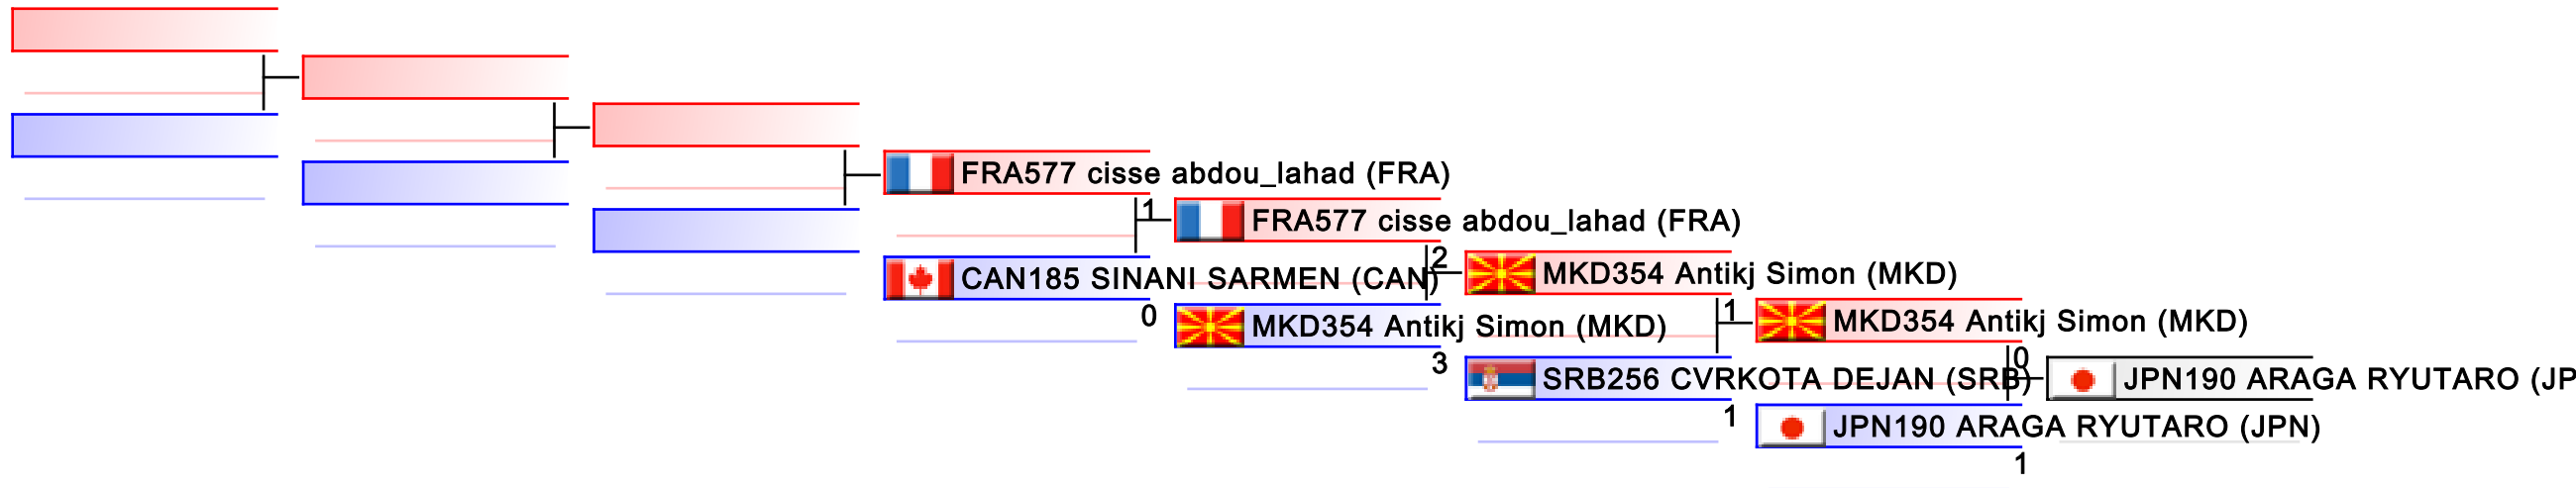 FRA577 cisse abdou_lahad (FRA)
1
FRA577 cisse abdou_lahad (FRA)
CAN185 SINANI SARMEN (CAN)
2
MKD354 Antikj Simon (MKD)
0
MKD354 Antikj Simon (MKD)
1
MKD354 Antikj Simon (MKD)
3
SRB256 CVRKOTA DEJAN (SRB)
0
JPN190 ARAGA RYUTARO (JP
1
JPN190 ARAGA RYUTARO (JPN)
1